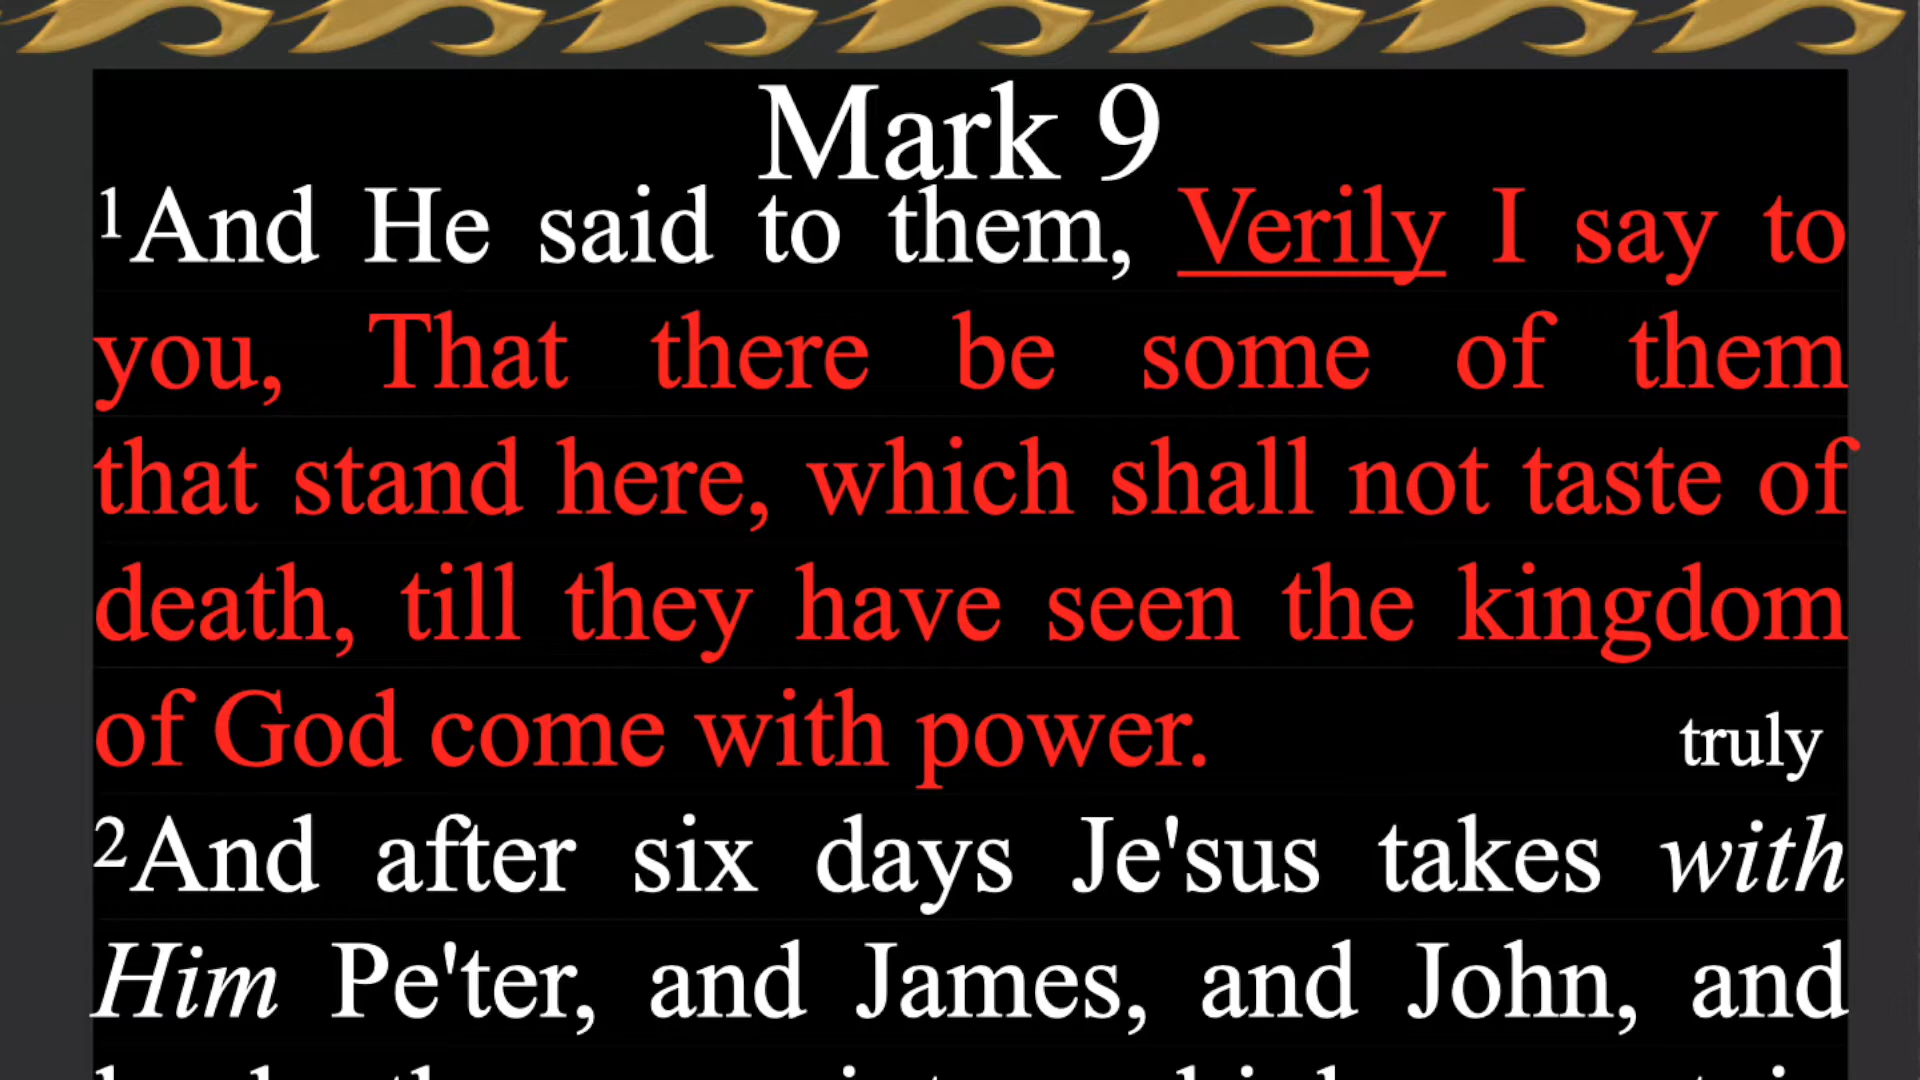 Mark 9
1And He said to them, Verily I say to
you, That there be some of them
that stand here, which shall not taste of
death, till they have seen the kingdom
of God come with power. truly
2And after six days Je'sus takes with
Him Pe'ter, and James, and John, and